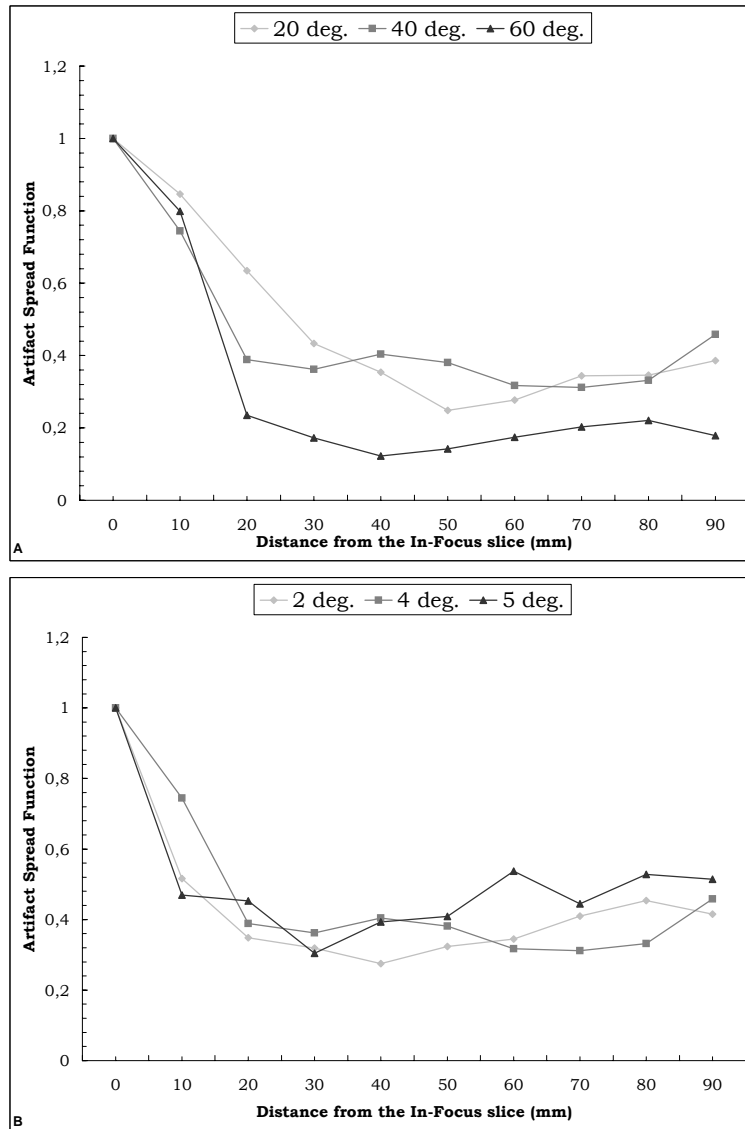 20 deg. 40 deg. 60 deg.
1,2
1
0,8
0,6
0,4
0,2
0
Artifact Spread Function
0 10 20 30 40 50 60 70 80 90
Distance from the In-Focus slice (mm)
A
2 deg. 4 deg. 5 deg.
1,2
1
0,8
0,6
0,4
0,2
0
Artifact Spread Function
0 10 20 30 40 50 60 70 80 90
Distance from the In-Focus slice (mm)
B